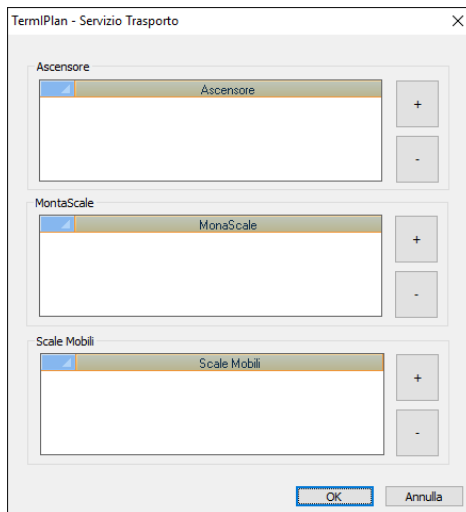 TermIPlan - Servizio Trasporto
Ascensore
Ascensore
+
-
MontaScale
MonaScale
+
-
Scale Mobili
Scale Mobili
+
-
OK Annulla